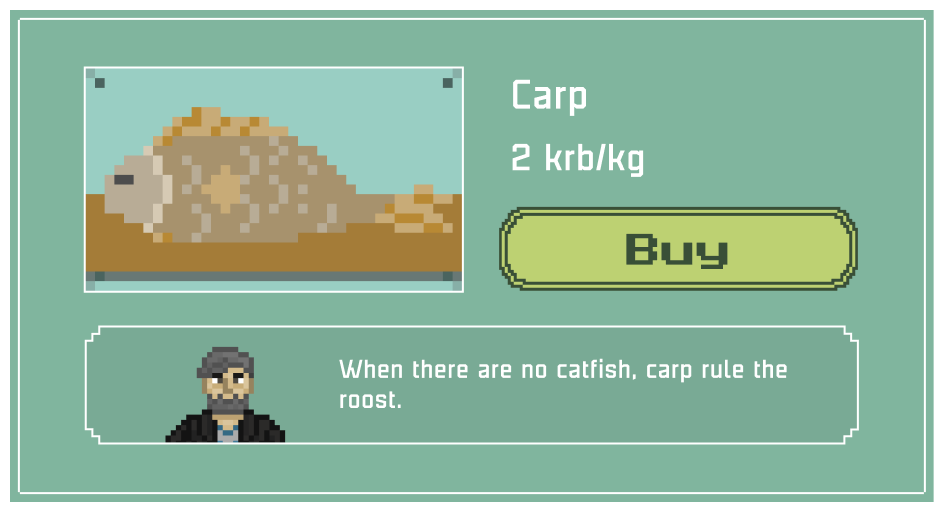 Carp
2 krb/kg
Buy
When there are no catfish, carp rule the
roost.